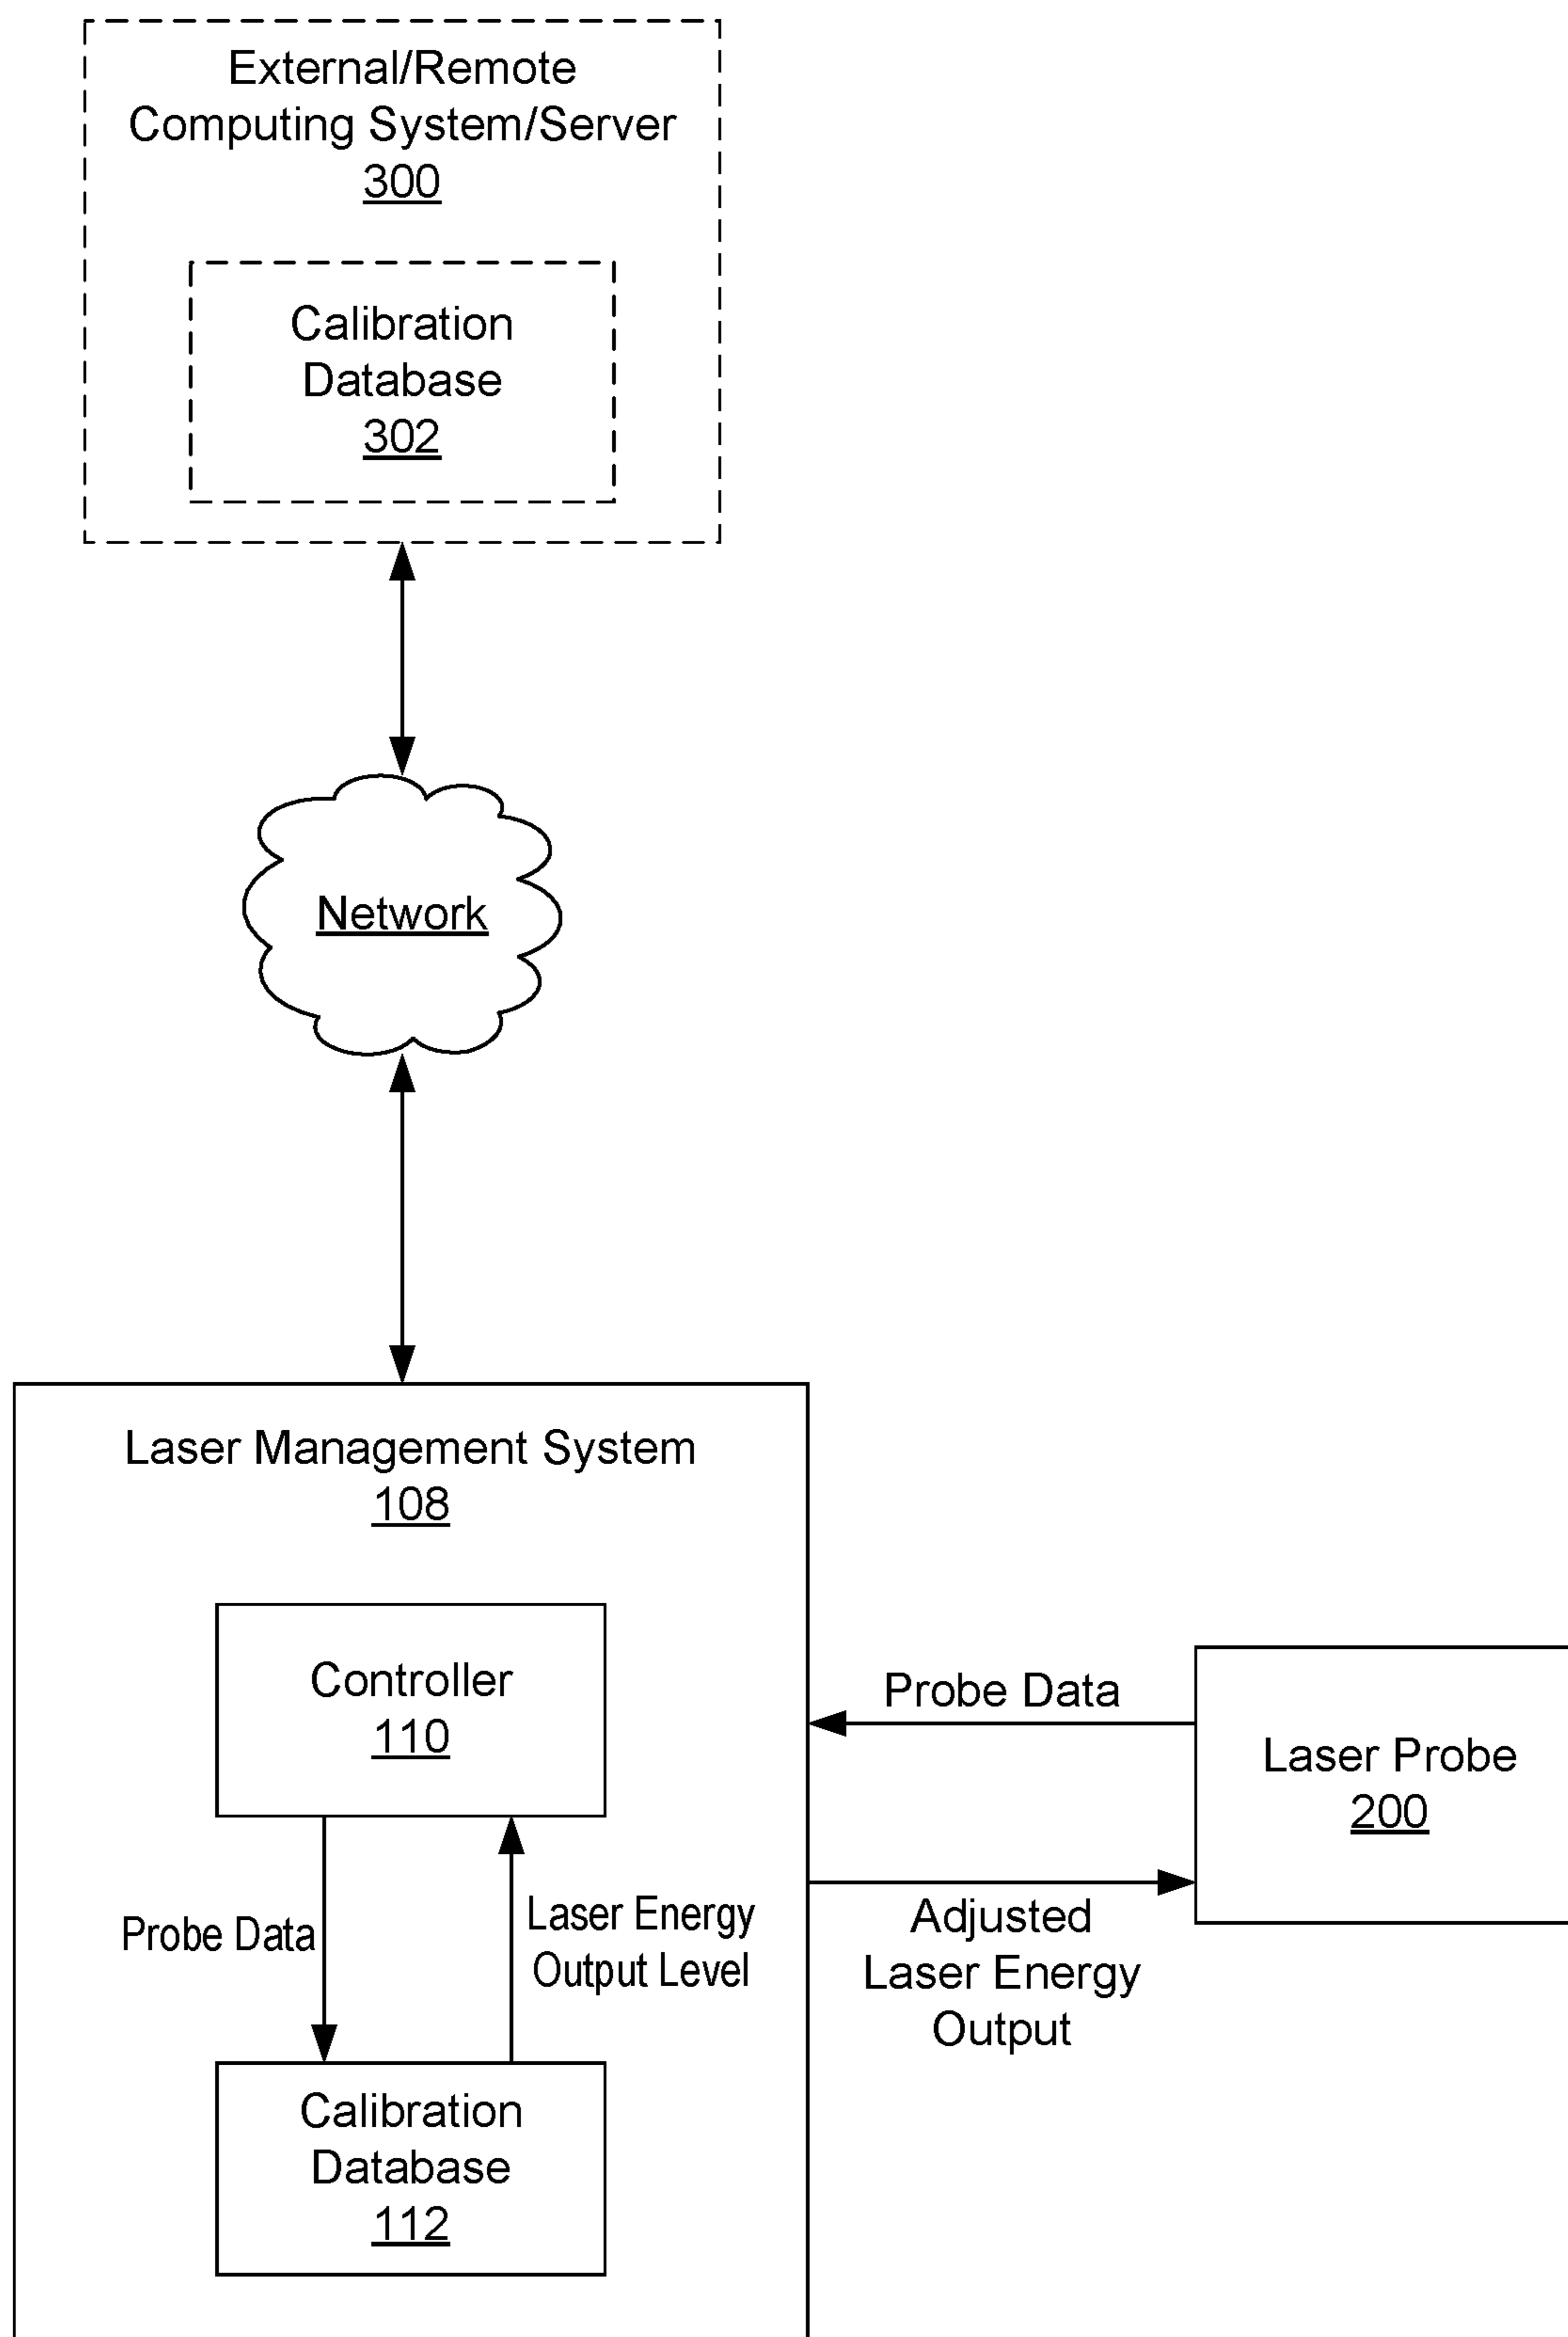 External/Remote
Computing System/Server
300
Calibration
Database
302
Network
Laser Management System
108
Controller
110
Probe Data
Laser Energy
Output Level
Calibration
Database
112
Probe Data
Adjusted
Laser Energy
Output
Laser Probe
200